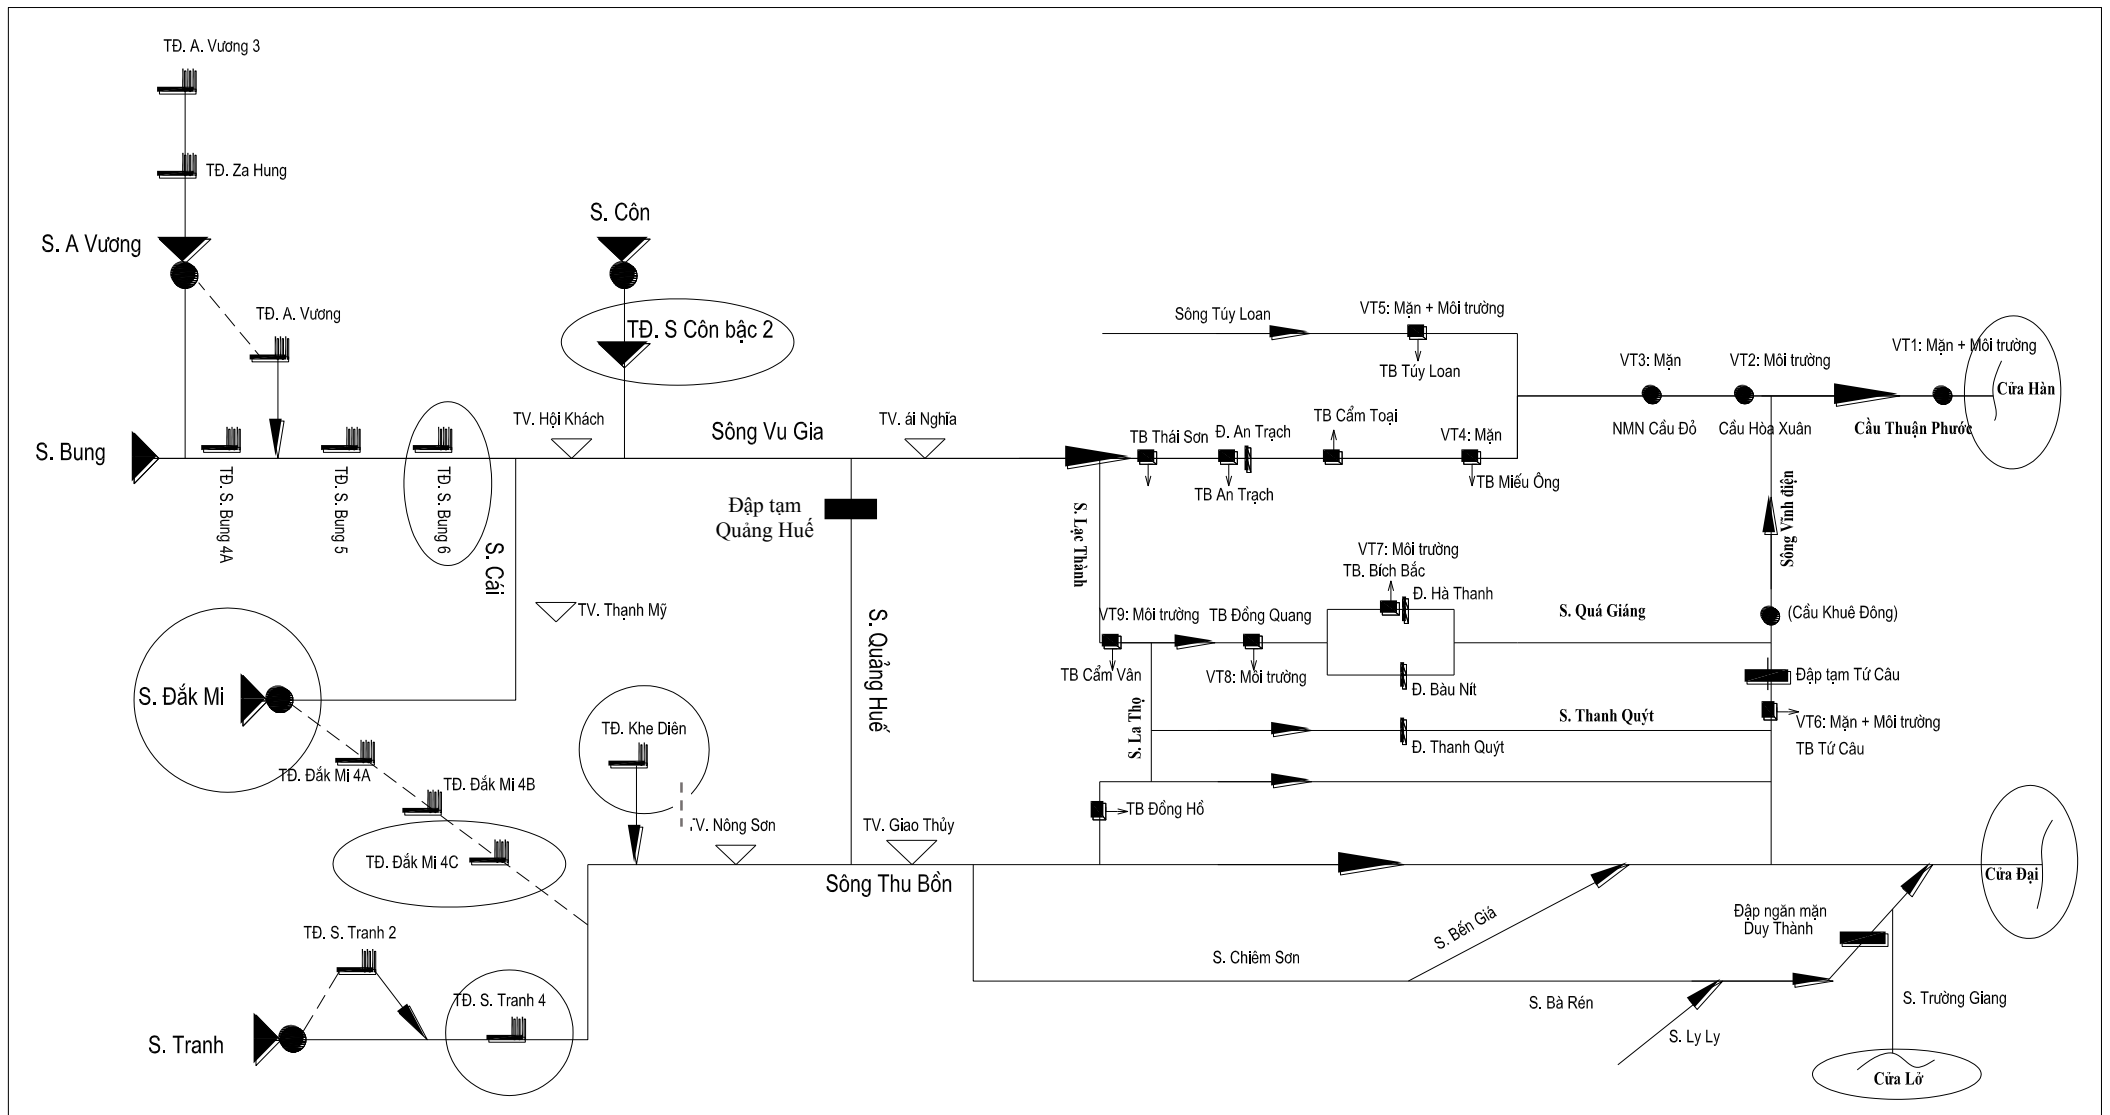 TĐ. A. Vương 3
TĐ. Za Hung
S. A Vương
S. Côn
TĐ. A. Vương
TĐ. S Côn bậc 2
Sông Túy Loan
VT5: Mặn + Môi trường
TB Túy Loan
VT3: Mặn
VT2: Môi trường
VT1: Mặn + Môi trường
Cửa Hàn
NMN Cầu Đỏ
Cầu Hòa Xuân
Cầu Thuận Phước
S. Bung
TĐ. S. Bung 4A
TĐ. S. Bung 5
TĐ. S. Bung 6
TV. Hội Khách
Sông Vu Gia
TV. ái Nghĩa
TB Thái Sơn
Đ. An Trạch
TB Cẩm Toại
VT4: Mặn
TB An Trạch
TB Miếu Ông
Đập tạm
Quảng Huế
S. Cái
S. Lạc Thành
Sông Vĩnh điện
TV. Thạnh Mỹ
S. Quảng Huế
VT7: Môi trường
TB. Bích Bắc
Đ. Hà Thanh
VT9: Môi trường
TB Đồng Quang
S. Quá Giáng
(Cầu Khuê Đông)
TB Cẩm Vân
VT8: Môi trường
Đ. Bàu Nít
Đập tạm Tứ Câu
S. Đắk Mi
S. La Thọ
S. Thanh Quýt
Đ. Thanh Quýt
VT6: Mặn + Môi trường
TB Tứ Câu
TĐ. Khe Diên
TĐ. Đắk Mi 4A
TĐ. Đắk Mi 4B
TĐ. Đắk Mi 4C
TV. Nông Sơn
TV. Giao Thủy
TB Đồng Hồ
Sông Thu Bồn
Cửa Đại
TĐ. S. Tranh 2
S. Chiêm Sơn
S. Bến Giá
Đập ngăn mặn
Duy Thành
TĐ. S. Tranh 4
S. Bà Rén
S. Trường Giang
S. Tranh
S. Ly Ly
Cửa Lở